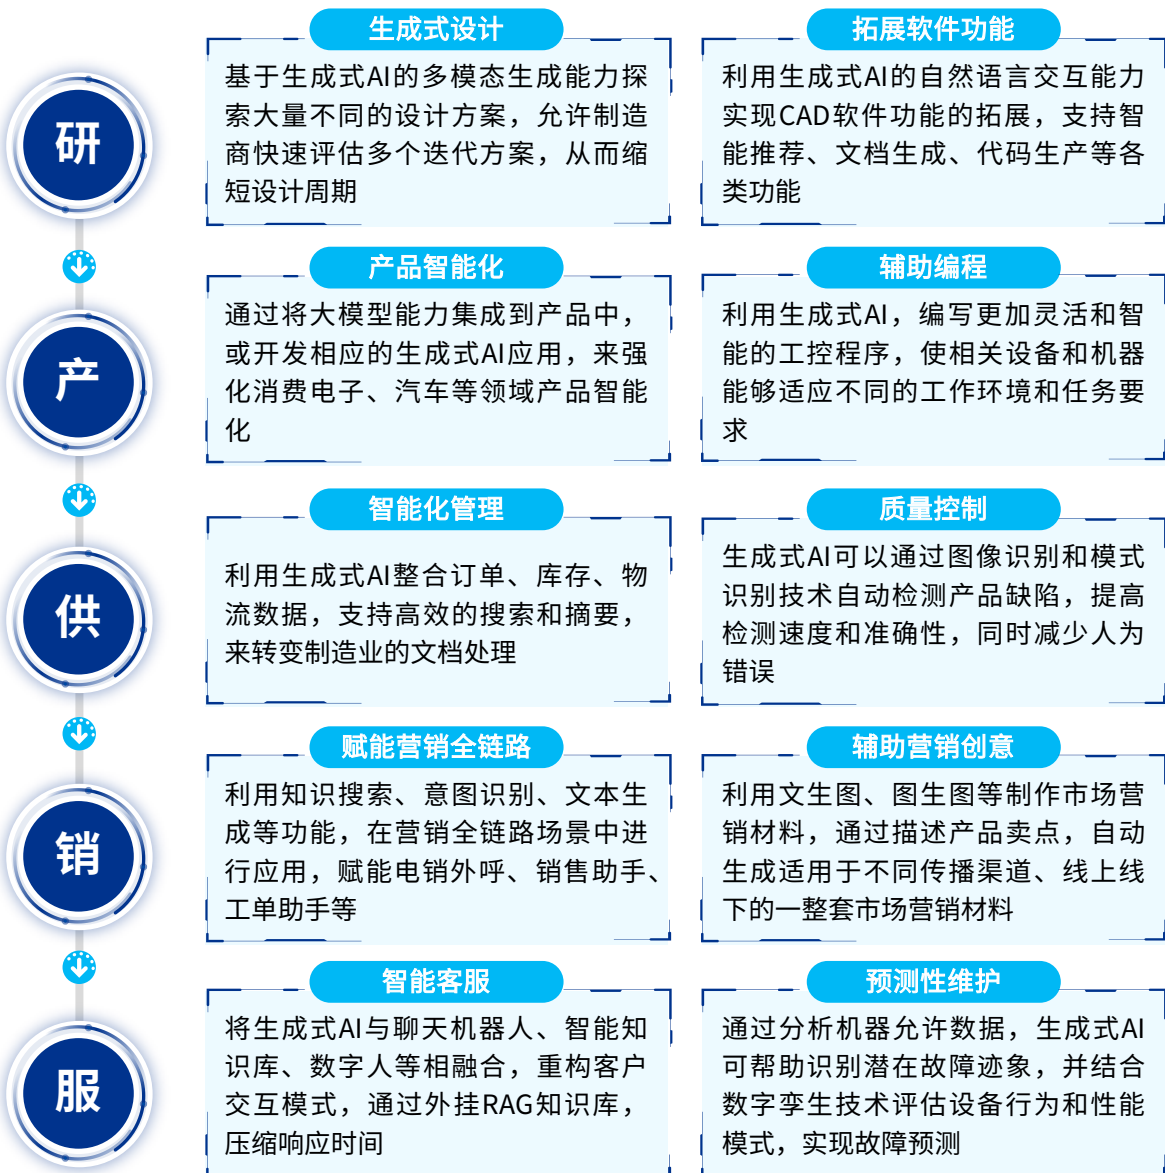 研
生成式设计
基于生成式AI的多模态生成能力探
索大量不同的设计方案，允许制造
商快速评估多个迭代方案，从而缩
短设计周期
拓展软件功能
利用生成式AI的自然语言交互能力
实现CAD软件功能的拓展，支持智
能推荐、文档生成、代码生产等各
类功能
产
产品智能化
通过将大模型能力集成到产品中，
或开发相应的生成式AI应用，来强
化消费电子、汽车等领域产品智能
化
辅助编程
利用生成式AI，编写更加灵活和智
能的工控程序，使相关设备和机器
能够适应不同的工作环境和任务要
求
供
智能化管理
利用生成式AI整合订单、库存、物
流数据，支持高效的搜索和摘要，
来转变制造业的文档处理
质量控制
生成式AI可以通过图像识别和模式
识别技术自动检测产品缺陷，提高
检测速度和准确性，同时减少人为
错误
销
赋能营销全链路
利用知识搜索、意图识别、文本生
成等功能，在营销全链路场景中进
行应用，赋能电销外呼、销售助手、
工单助手等
辅助营销创意
利用文生图、图生图等制作市场营
销材料，通过描述产品卖点，自动
生成适用于不同传播渠道、线上线
下的一整套市场营销材料
服
智能客服
将生成式AI与聊天机器人、智能知
识库、数字人等相融合，重构客户
交互模式，通过外挂RAG知识库，
压缩响应时间
预测性维护
通过分析机器允许数据，生成式AI
可帮助识别潜在故障迹象，并结合
数字孪生技术评估设备行为和性能
模式，实现故障预测